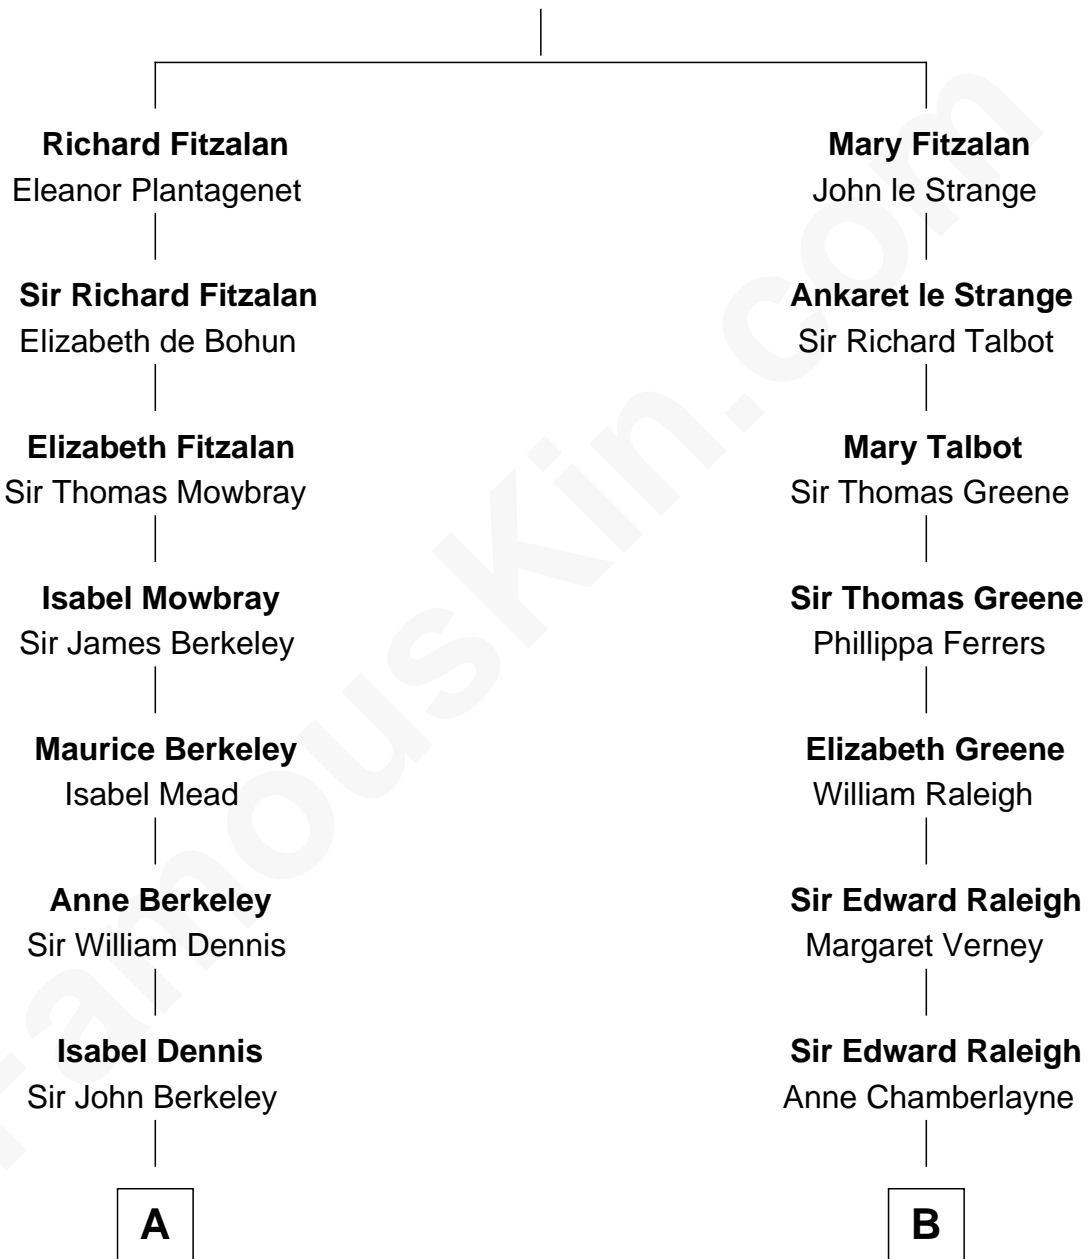 Richard Fitzalan
Eleanor Plantagenet
Sir Richard Fitzalan
Elizabeth de Bohun
Elizabeth Fitzalan
Sir Thomas Mowbray
Isabel Mowbray
Sir James Berkeley
Maurice Berkeley
Isabel Mead
Anne Berkeley
Sir William Dennis
Isabel Dennis
Sir John Berkeley
A
Mary Fitzalan
John le Strange
Ankaret le Strange
Sir Richard Talbot
Mary Talbot
Sir Thomas Greene
Sir Thomas Greene
Phillippa Ferrers
Elizabeth Greene
William Raleigh
Sir Edward Raleigh
Margaret Verney
Sir Edward Raleigh
Anne Chamberlayne
B
FamousKin.com